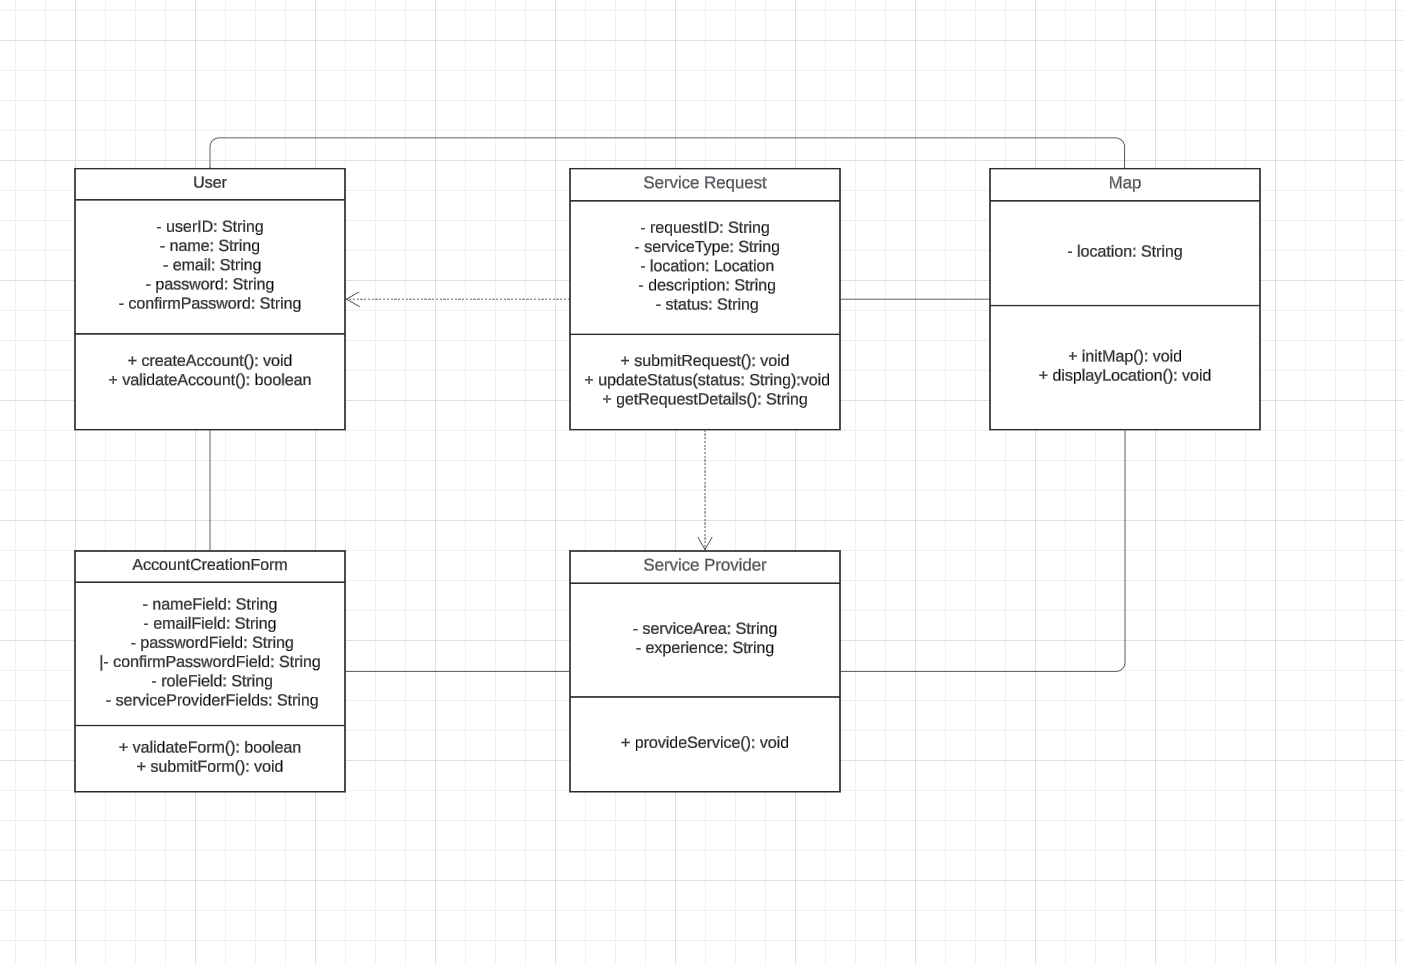 User
- userID: String
- name: String
- email: String
- password: String
- confirmPassword: String
+ createAccount(): void
+ validateAccount(): boolean
Service Request
- requestID: String
- serviceType: String
- location: Location
- description: String
- status: String
+ submitRequest(): void
+ updateStatus(status: String):void
+ getRequestDetails(): String
Map
- location: String
+ initMap(): void
+ displayLocation(): void
AccountCreationForm
- nameField: String
- emailField: String
- passwordField: String
|- confirmPasswordField: String
- roleField: String
- serviceProviderFields: String
+ validateForm(): boolean
+ submitForm(): void
Service Provider
- serviceArea: String
- experience: String
+ provideService(): void